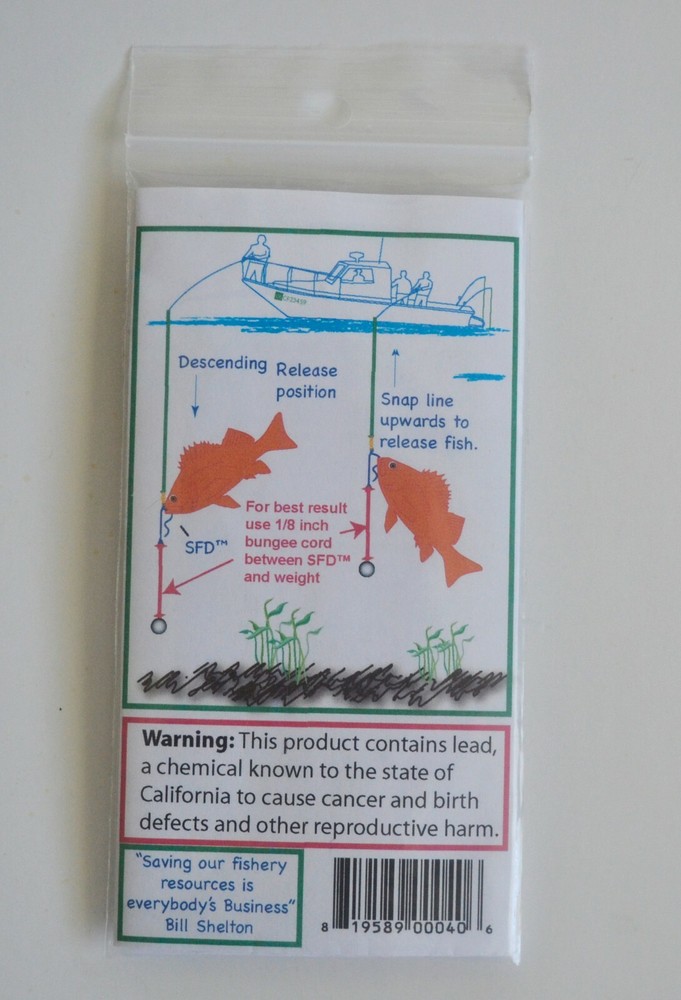 Descending
Release
position
Snap line
upwards to
release fish.
For best result
use 1/8 inch
bungee cord
between SFD™
and weight
SFD™
Warning: This product contains lead,
a chemical known to the state of
California to cause cancer and birth
defects and other reproductive harm.
"Saving our fishery
resources is
everybody's Business"
Bill Shelton
8 19589 00040 6